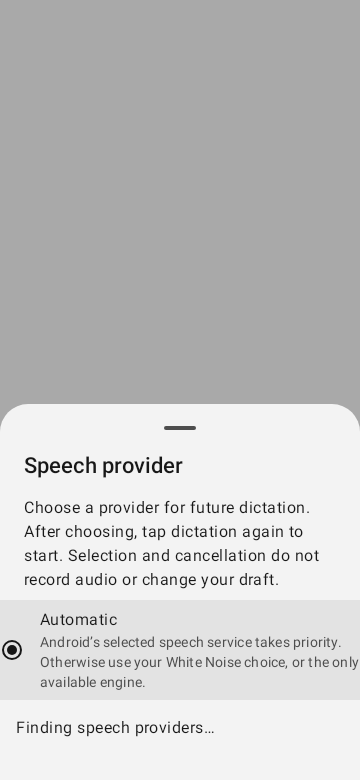 Speech provider
Choose a provider for future dictation.
After choosing, tap dictation again to
start. Selection and cancellation do not
record audio or change your draft.
Automatic
Android’s selected speech service takes priority.
Otherwise use your White Noise choice, or the only
available engine.
Finding speech providers…